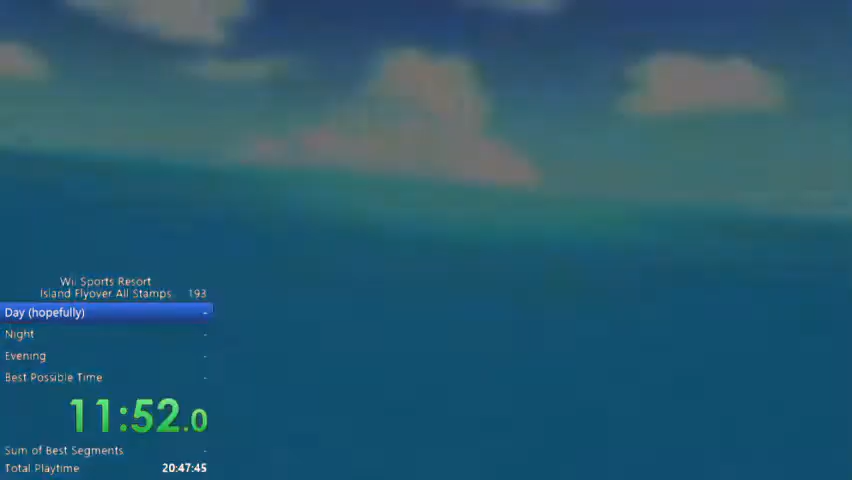 Wii Sports Resort
Island Flyover All Stamps 193
Day (hopefully) -
Night -
Evening -
Best Possible Time -
11:52.0
Sum of Best Segments -
Total Playtime 20:47:45